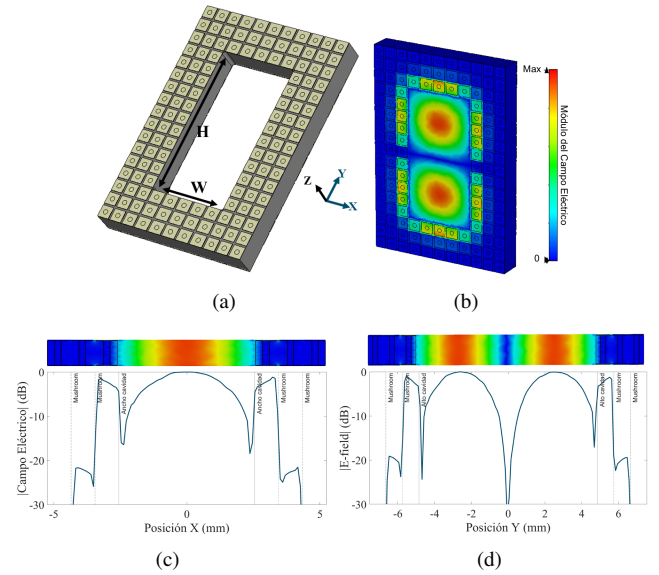 H
W
Z
Y
X
Max
Módulo del Campo Eléctrico
0
(a)
(b)
|Campo Eléctrico| (dB)
0
-10
-20
-30
Mushroom
Mushroom
Ancho cavidad
Ancho cavidad
Mushroom
Mushroom
-5
0
5
Posición X (mm)
(c)
|E-field| (dB)
0
-10
-20
-30
Mushroom
Mushroom
Alto cavidad
Alto cavidad
Mushroom
Mushroom
-6
-4
-2
0
2
4
6
Posición Y (mm)
(d)